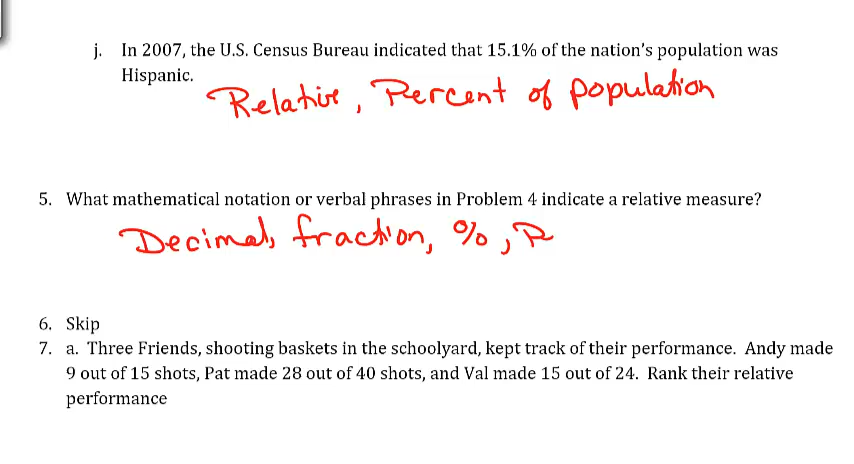 j. In 2007, the U.S. Census Bureau indicated that 15.1% of the nation's population was
Hispanic.
Relative, Percent of population
5. What mathematical notation or verbal phrases in Problem 4 indicate a relative measure?
Decimal, fraction, %, P
6. Skip
7. a. Three Friends, shooting baskets in the schoolyard, kept track of their performance. Andy made
9 out of 15 shots, Pat made 28 out of 40 shots, and Val made 15 out of 24. Rank their relative
performance